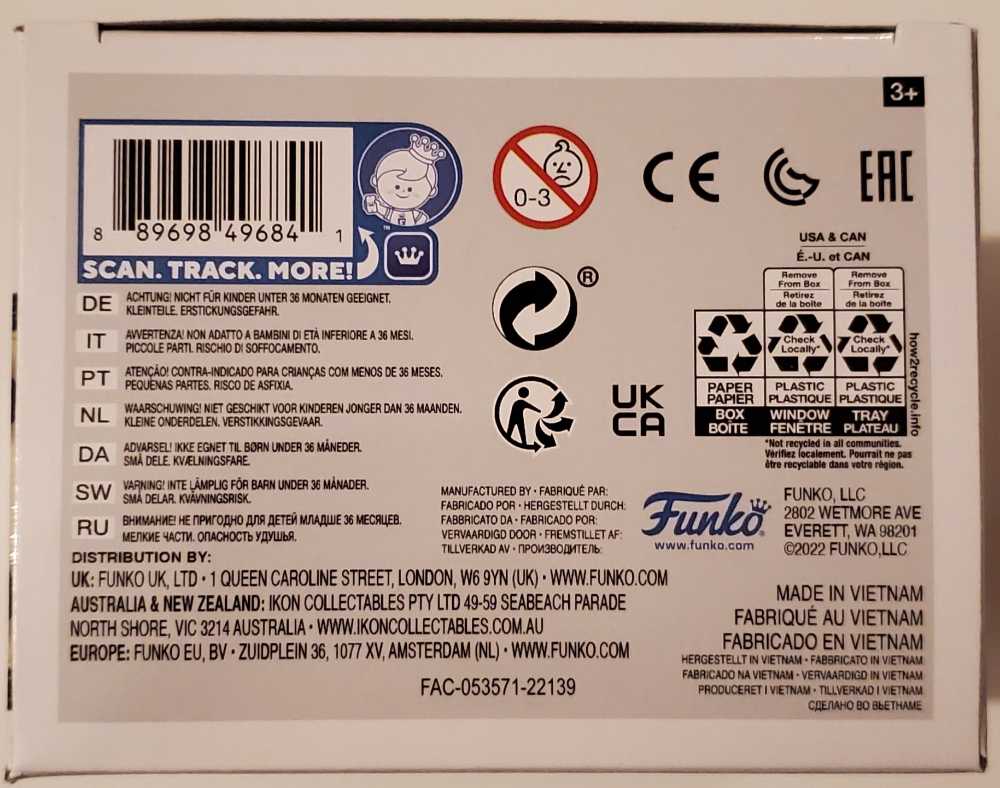 3+
8 89698 49684 1
SCAN. TRACK. MORE!
™
0-3
CE
EAC
®
UK
CA
DE ACHTUNG! NICHT FÜR KINDER UNTER 36 MONATEN GEEIGNET.
KLEINTEILE. ERSTICKUNGSGEFAHR.
IT AVVERTENZA! NON ADATTO A BAMBINI DI ETÀ INFERIORE A 36 MESI.
PICCOLE PARTI. RISCHIO DI SOFFOCAMENTO.
PT ATENÇÃO! CONTRA-INDICADO PARA CRIANÇAS COM MENOS DE 36 MESES.
PEQUENAS PARTES. RISCO DE ASFIXIA.
NL WAARSCHUWING! NIET GESCHIKT VOOR KINDEREN JONGER DAN 36 MAANDEN.
KLEINE ONDERDELEN. VERSTIKKINGSGEVAAR.
DA ADVARSEL! IKKE EGNET TIL BØRN UNDER 36 MÅNEDER.
SMÅ DELE. KVÆLNINGSFARE.
SW VARNING! INTE LÄMPLIG FÖR BARN UNDER 36 MÅNADER.
SMÅ DELAR. KVÄVNINGSRISK.
RU ВНИМАНИЕ! НЕ ПРИГОДНО ДЛЯ ДЕТЕЙ МЛАДШЕ 36 МЕСЯЦЕВ.
МЕЛКИЕ ЧАСТИ. ОПАСНОСТЬ УДУШЬЯ.
USA & CAN
É.-U. et CAN
Remove From Box
Retirez de la boîte
Remove From Box
Retirez de la boîte
Check Locally*
Check Locally*
PAPER PLASTIC PLASTIC
PAPIER PLASTIQUE PLASTIQUE
BOX WINDOW TRAY
BOÎTE FENÊTRE PLATEAU
how2recycle.info
*Not recycled in all communities.
Vérifiez localement. Pourrait ne pas
être recyclable dans votre région.
MANUFACTURED BY • FABRIQUÉ PAR:
FABRICADO POR • HERGESTELLT DURCH:
FABBRICATO DA • FABRICADO POR:
VERVAARDIGD DOOR • FREMSTILLET AF:
TILLVERKAD AV • ПРОИЗВОДИТЕЛЬ:
Funko
www.funko.com
FUNKO, LLC
2802 WETMORE AVE
EVERETT, WA 98201
©2022 FUNKO,LLC
DISTRIBUTION BY:
UK: FUNKO UK, LTD • 1 QUEEN CAROLINE STREET, LONDON, W6 9YN (UK) • WWW.FUNKO.COM
AUSTRALIA & NEW ZEALAND: IKON COLLECTABLES PTY LTD 49-59 SEABEACH PARADE
NORTH SHORE, VIC 3214 AUSTRALIA • WWW.IKONCOLLECTABLES.COM.AU
EUROPE: FUNKO EU, BV • ZUIDPLEIN 36, 1077 XV, AMSTERDAM (NL) • WWW.FUNKO.COM
FAC-053571-22139
MADE IN VIETNAM
FABRIQUÉ AU VIETNAM
FABRICADO EN VIETNAM
HERGESTELLT IN VIETNAM • FABBRICATO IN VIETNAM
FABRICADO NA VIETNAM • VERVAARDIGD IN VIETNAM
PRODUCERET I VIETNAM • TILLVERKAD I VIETNAM
СДЕЛАНО ВО ВЬЕТНАМЕ